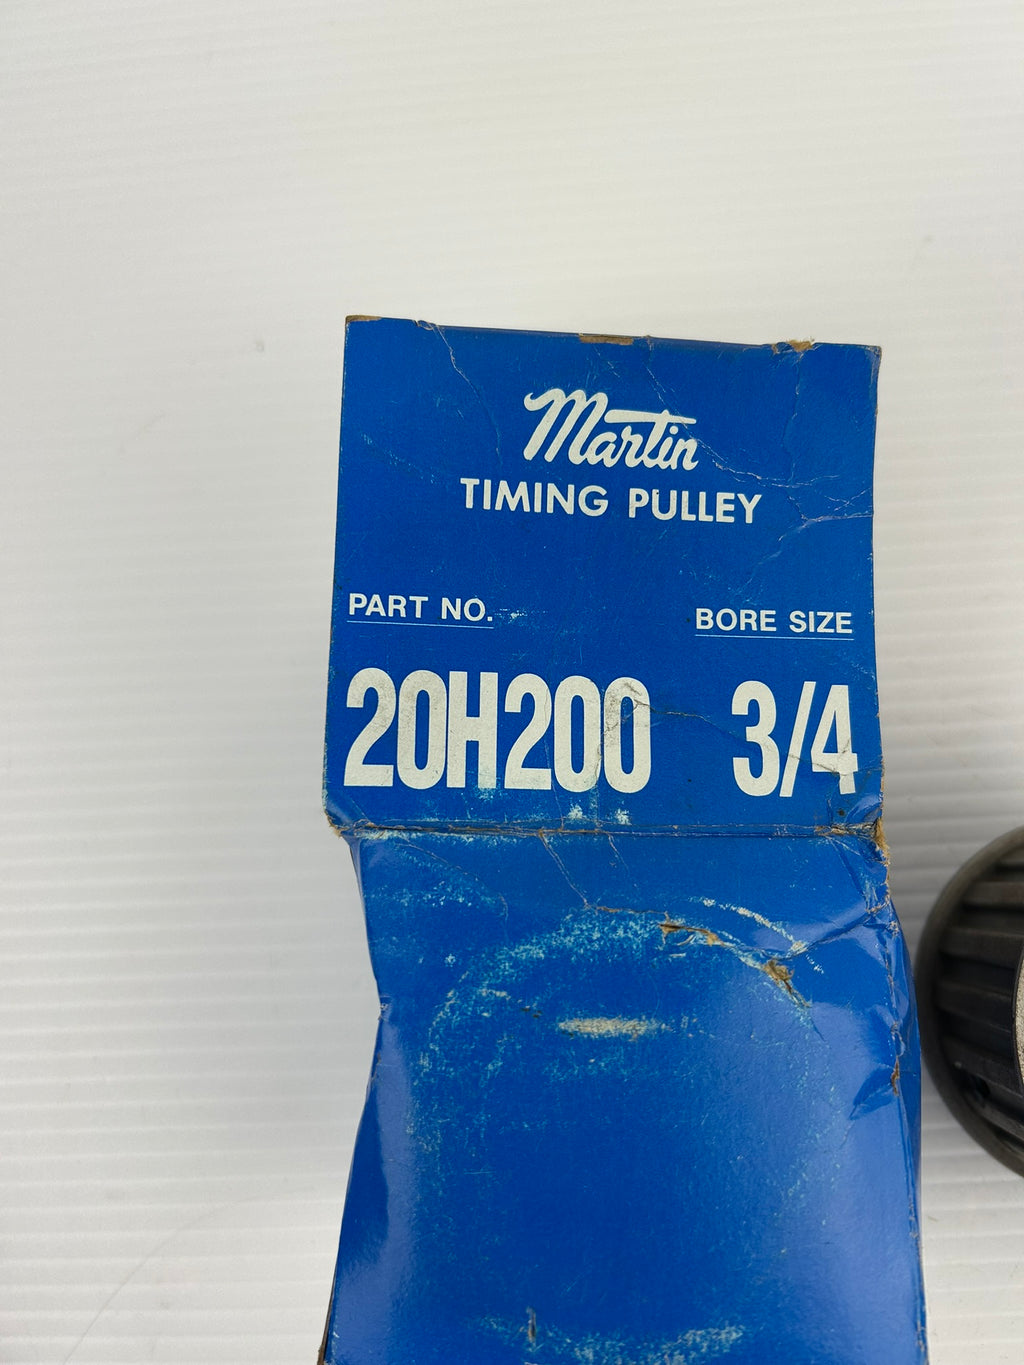 Martin
TIMING PULLEY
PART NO. BORE SIZE
20H200 3/4